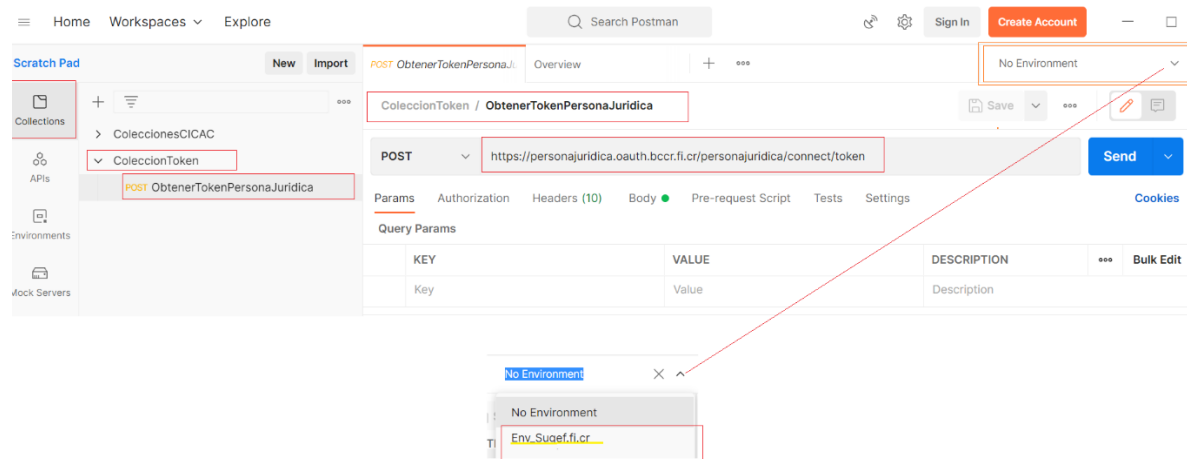 Home Workspaces Explore Search Postman Sign In Create Account
Scratch Pad New Import POST ObtenerTokenPersonaJu Overview No Environment
Collections
ColeccionToken / ObtenerTokenPersonaJuridica Save
ColeccionesCICAC
ColeccionToken
POST https://personajuridica.oauth.bccr.fi.cr/personajuridica/connect/token Send
APIs
POST ObtenerTokenPersonaJuridica
Params Authorization Headers (10) Body Pre-request Script Tests Settings Cookies
Environments
Query Params
KEY VALUE DESCRIPTION Bulk Edit
Mock Servers
Key Value Description
No Environment
No Environment
Env_Sugef.fi.cr